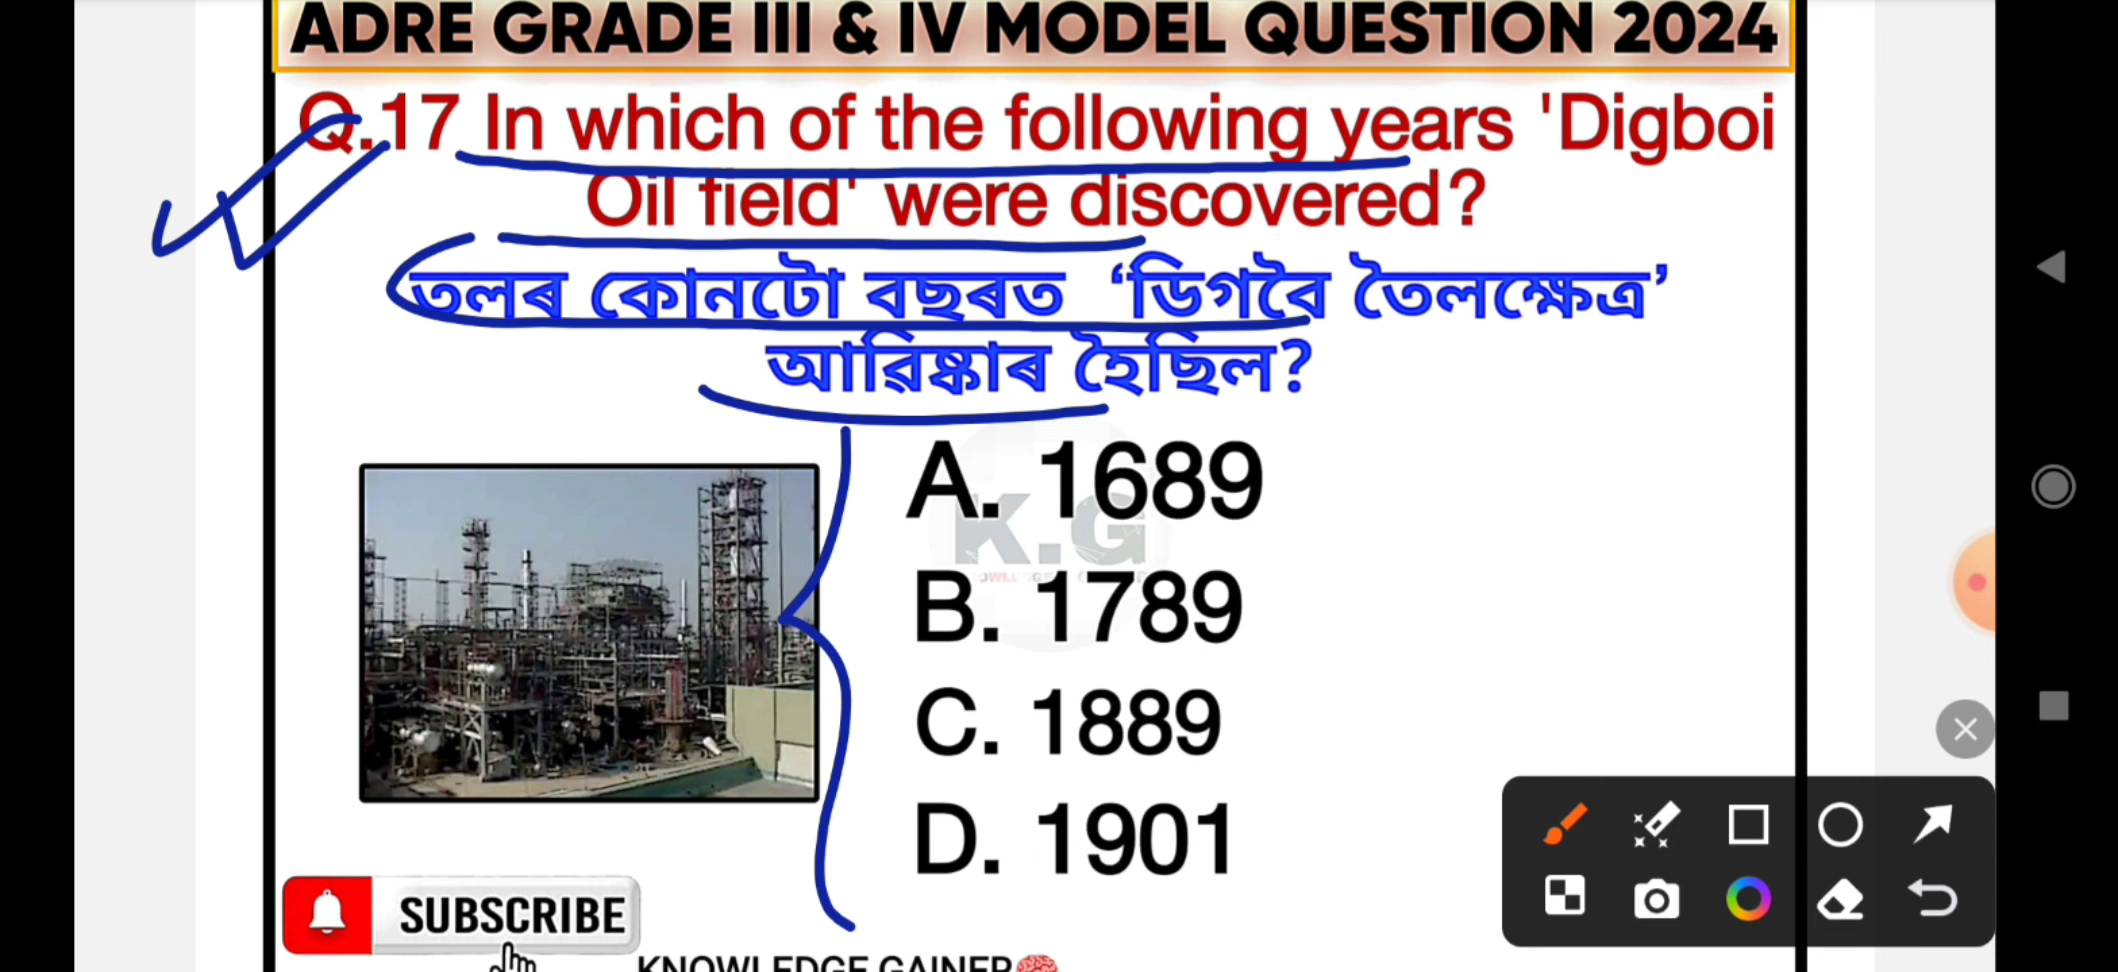 ADRE GRADE III & IV MODEL QUESTION 2024
Q.17 In which of the following years 'Digboi
Oil field' were discovered?
তলৰ কোনটো বছৰত ‘ডিগবৈ তৈলক্ষেত্ৰ’
আৱিষ্কাৰ হৈছিল?
A. 1689
K.G
B. 1789
C. 1889
D. 1901
SUBSCRIBE
KNOWLEDGE GAINER